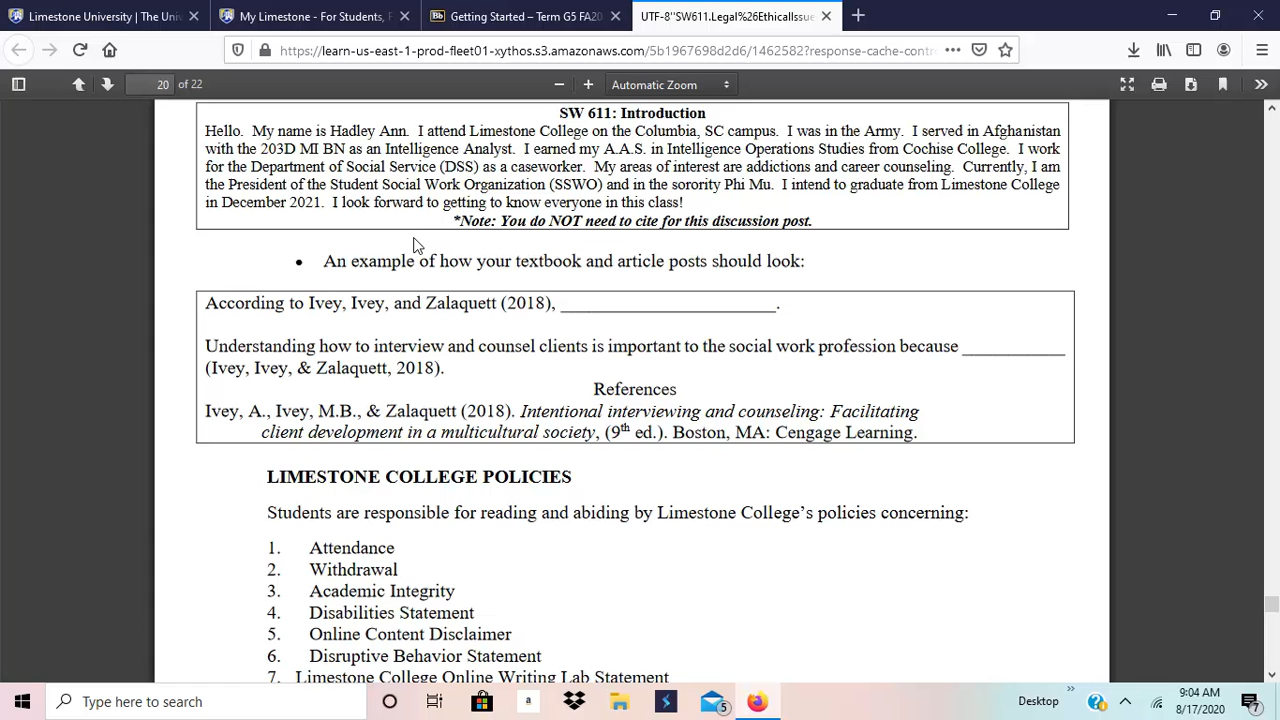 Limestone University | The Uni
My Limestone - For Students, F
Bb Getting Started – Term G5 FA20
UTF-8''SW611.Legal%26EthicalIssue
https://learn-us-east-1-prod-fleet01-xythos.s3.amazonaws.com/5b1967698c2d6/1462582?response-cache-contr
20 of 22
Automatic Zoom
SW 611: Introduction
Hello. My name is Hadley Ann. I attend Limestone College on the Columbia, SC campus. I was in the Army. I served in Afghanistan
with the 203D MI BN as an Intelligence Analyst. I earned my A.A.S. in Intelligence Operations Studies from Cochise College. I work
for the Department of Social Service (DSS) as a caseworker. My areas of interest are addictions and career counseling. Currently, I am
the President of the Student Social Work Organization (SSWO) and in the sorority Phi Mu. I intend to graduate from Limestone College
in December 2021. I look forward to getting to know everyone in this class!
*Note: You do NOT need to cite for this discussion post.
• An example of how your textbook and article posts should look:
According to Ivey, Ivey, and Zalaquett (2018), _______________________.
Understanding how to interview and counsel clients is important to the social work profession because ___________
(Ivey, Ivey, & Zalaquett, 2018).
References
Ivey, A., Ivey, M.B., & Zalaquett (2018). Intentional interviewing and counseling: Facilitating
client development in a multicultural society, (9th ed.). Boston, MA: Cengage Learning.
LIMESTONE COLLEGE POLICIES
Students are responsible for reading and abiding by Limestone College's policies concerning:
1. Attendance
2. Withdrawal
3. Academic Integrity
4. Disabilities Statement
5. Online Content Disclaimer
6. Disruptive Behavior Statement
7. Limestone College Online Writing Lab Statement
Type here to search
a
5
Desktop
9:04 AM
8/17/2020
7